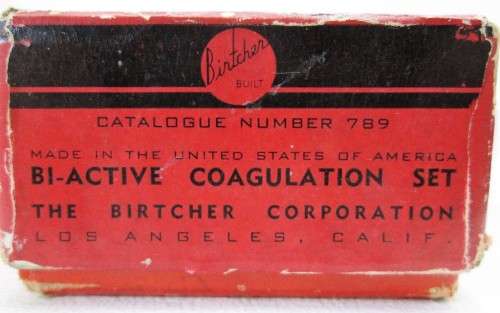 Birtcher
BUILT
CATALOGUE NUMBER 789
MADE IN THE UNITED STATES OF AMERICA
BI-ACTIVE COAGULATION SET
THE BIRTCHER CORPORATION
LOS ANGELES, CALIF.